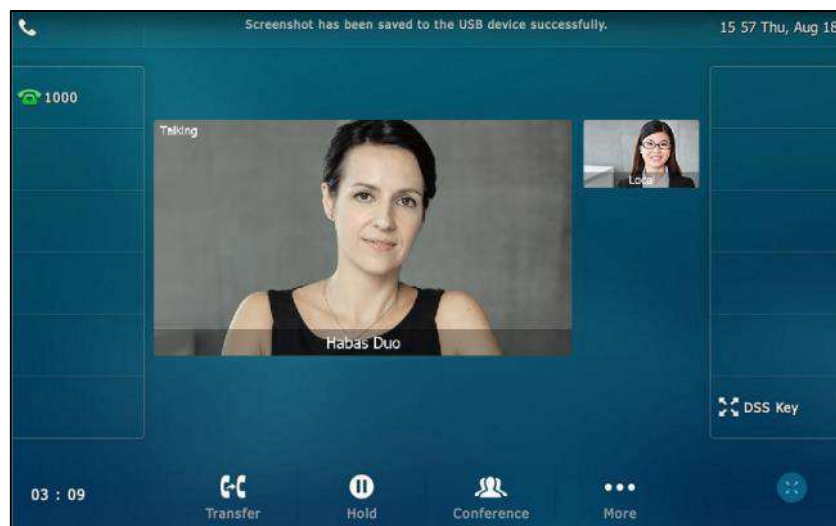 Screenshot has been saved to the USB device successfully.
15 57 Thu, Aug 18
1000
Talking
Local
Habas Duo
DSS Key
03 : 09
Transfer
Hold
Conference
More